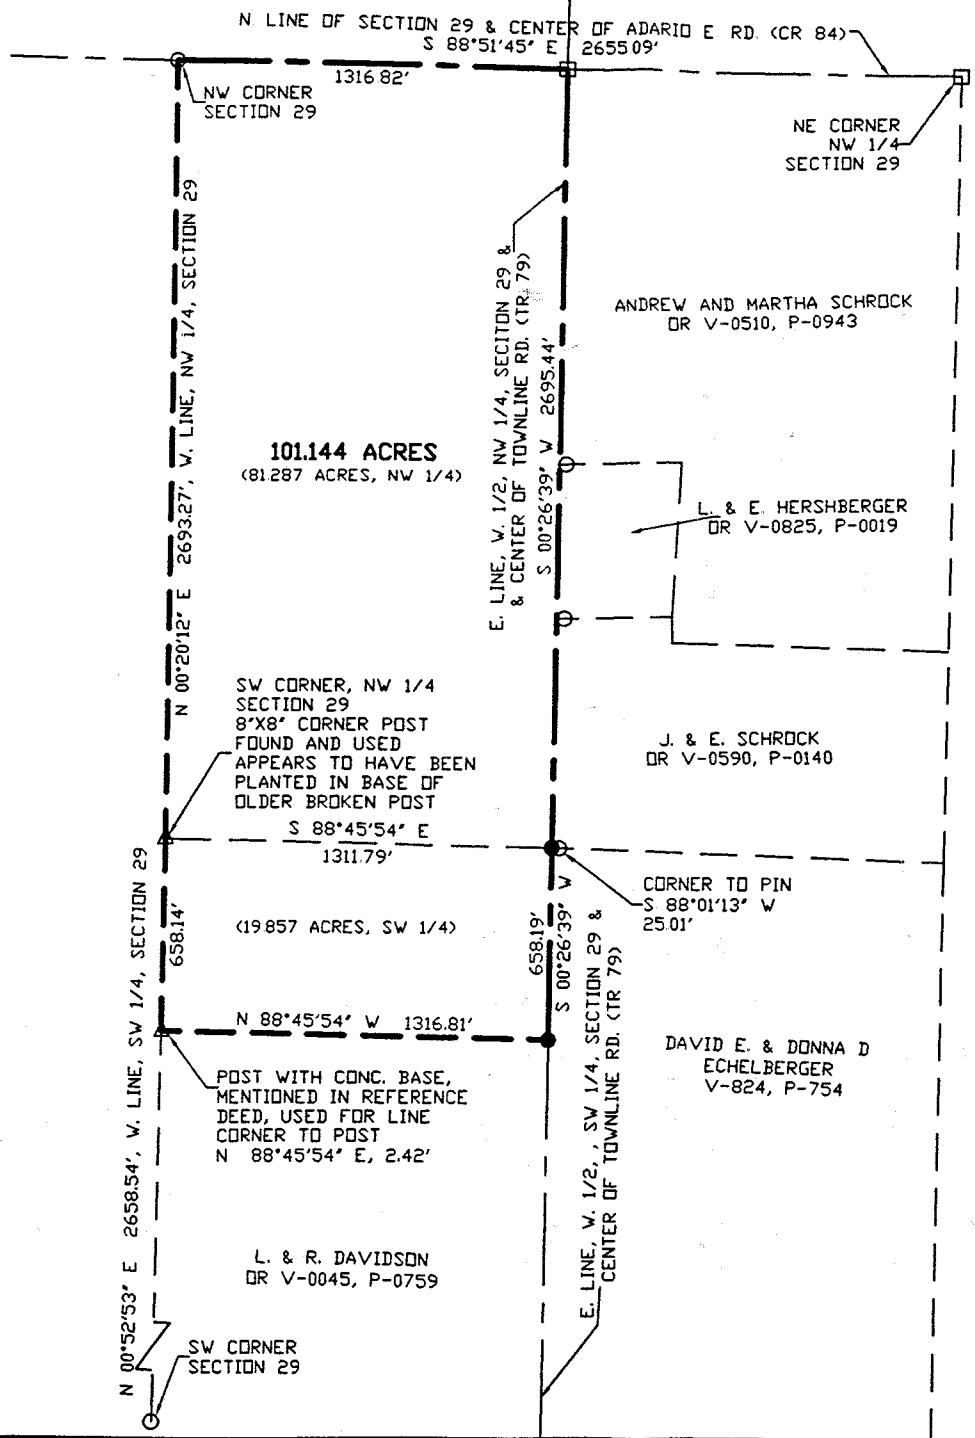 N. LINE OF SECTION 29 & CENTER OF ADARIO E. RD. (CR 84)
S 88°51'45" E 2655.09'
1316.82'
NW CORNER
SECTION 29
NE CORNER
NW 1/4
SECTION 29
N 00°20'12" E 2693.27', W. LINE, NW 1/4, SECTION 29
E. LINE, W. 1/2, NW 1/4, SECITON 29 &
& CENTER OF TOWNLINE RD. (TR. 79)
S 00°26'39" W 2695.44'
ANDREW AND MARTHA SCHROCK
OR V-0510, P-0943
101.144 ACRES
(81.287 ACRES, NW 1/4)
L. & E. HERSHBERGER
OR V-0825, P-0019
SW CORNER, NW 1/4
SECTION 29
8"X8" CORNER POST
FOUND AND USED
APPEARS TO HAVE BEEN
PLANTED IN BASE OF
OLDER BROKEN POST
J. & E. SCHROCK
OR V-0590, P-0140
S 88°45'54" E
1311.79'
CORNER TO PIN
S 88°01'13" W
25.01'
658.14'
(19.857 ACRES, SW 1/4)
658.19'
S 00°26'39" W
N 88°45'54" W 1316.81'
POST WITH CONC. BASE,
MENTIONED IN REFERENCE
DEED, USED FOR LINE
CORNER TO POST
N 88°45'54" E, 2.42'
DAVID E. & DONNA D
ECHELBERGER
V-824, P-754
N 00°52'53" E 2658.54', W. LINE, SW 1/4, SECTION 29
E. LINE, W. 1/2, , SW 1/4, SECTION 29 &
CENTER OF TOWNLINE RD. (TR 79)
L. & R. DAVIDSON
OR V-0045, P-0759
SW CORNER
SECTION 29